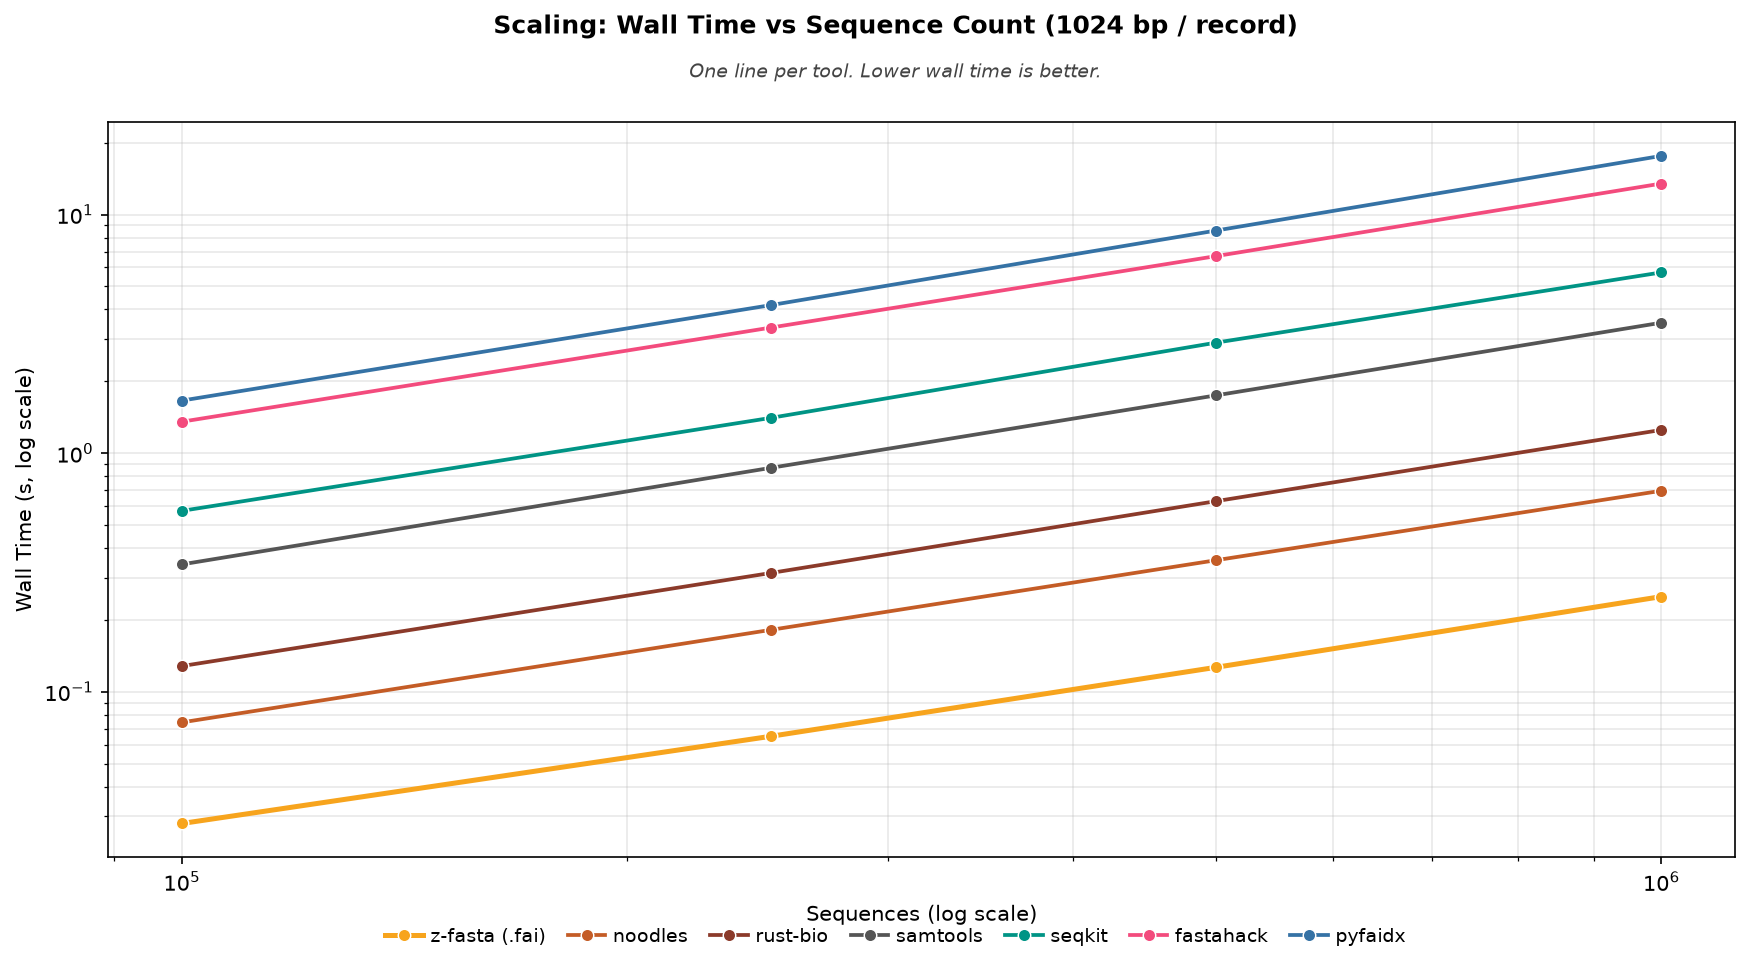 Scaling: Wall Time vs Sequence Count (1024 bp / record)
One line per tool. Lower wall time is better.
Wall Time (s, log scale)
10¹
10⁰
10⁻¹
10⁵ 10⁶
Sequences (log scale)
z-fasta (.fai) noodles rust-bio samtools seqkit fastahack pyfaidx